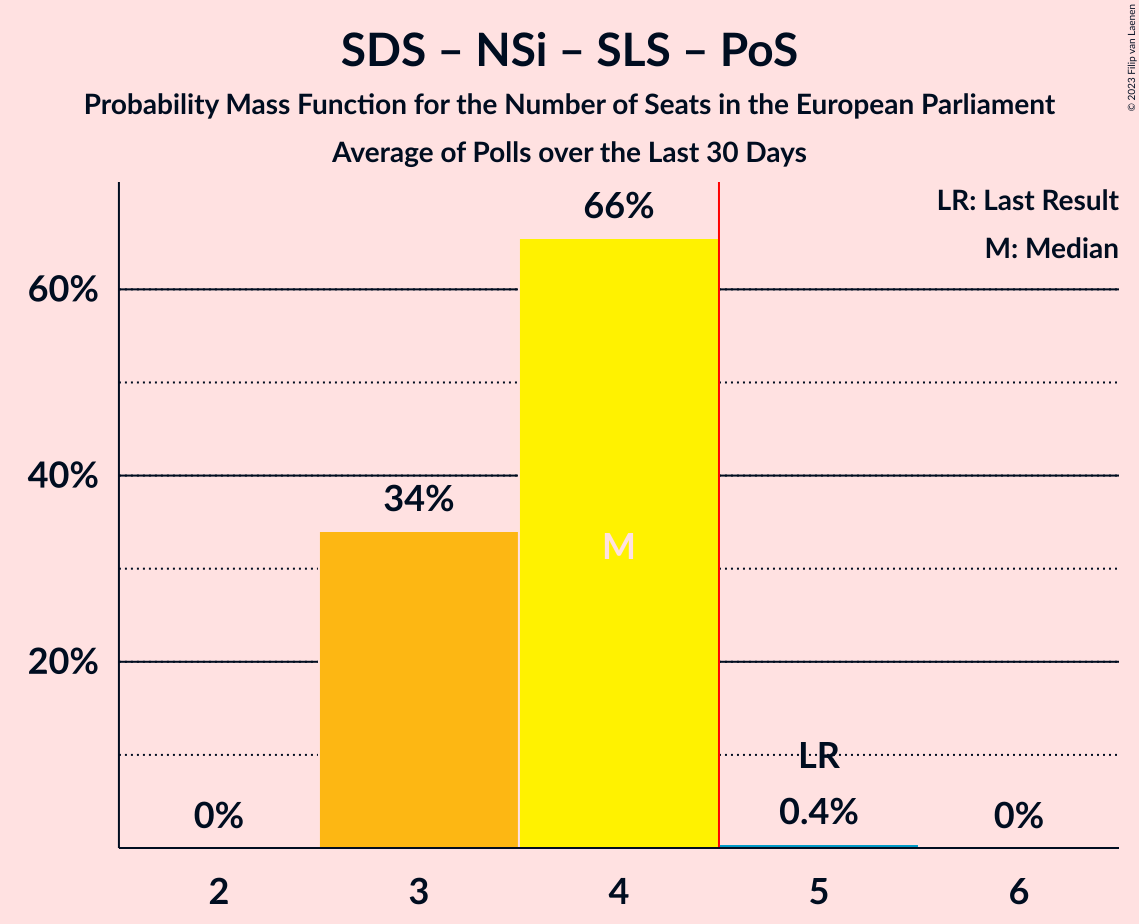 SDS – NSi – SLS – PoS
Probability Mass Function for the Number of Seats in the European Parliament
Average of Polls over the Last 30 Days
© 2023 Filip van Laenen
LR: Last Result
M: Median
66%
60%
40%
34%
M
20%
LR
0%
0.4%
0%
2 3 4 5 6